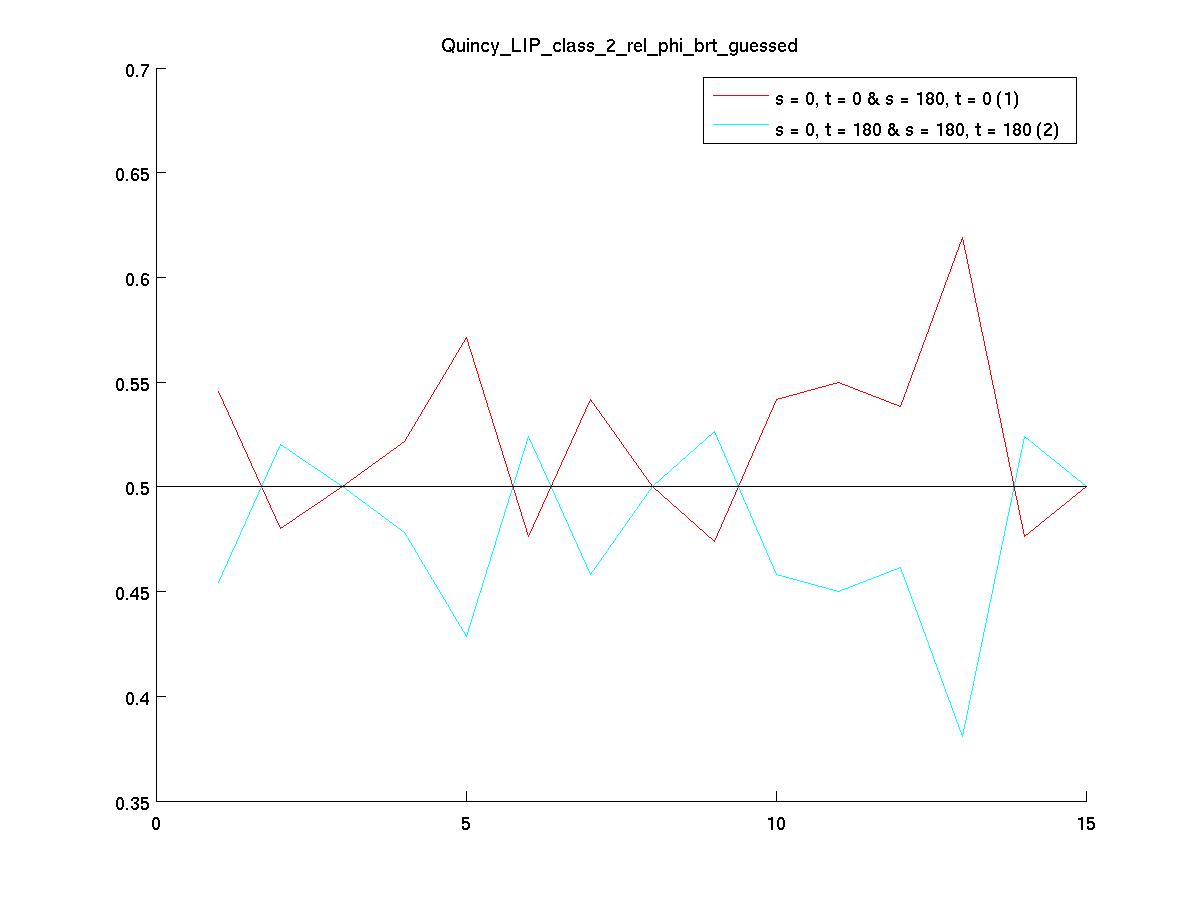 Quincy_LIP_class_2_rel_phi_brt_guessed
0.7
s = 0, t = 0 & s = 180, t = 0 (1)
s = 0, t = 180 & s = 180, t = 180 (2)
0.65
0.6
0.55
0.5
0.45
0.4
0.35
0 5 10 15